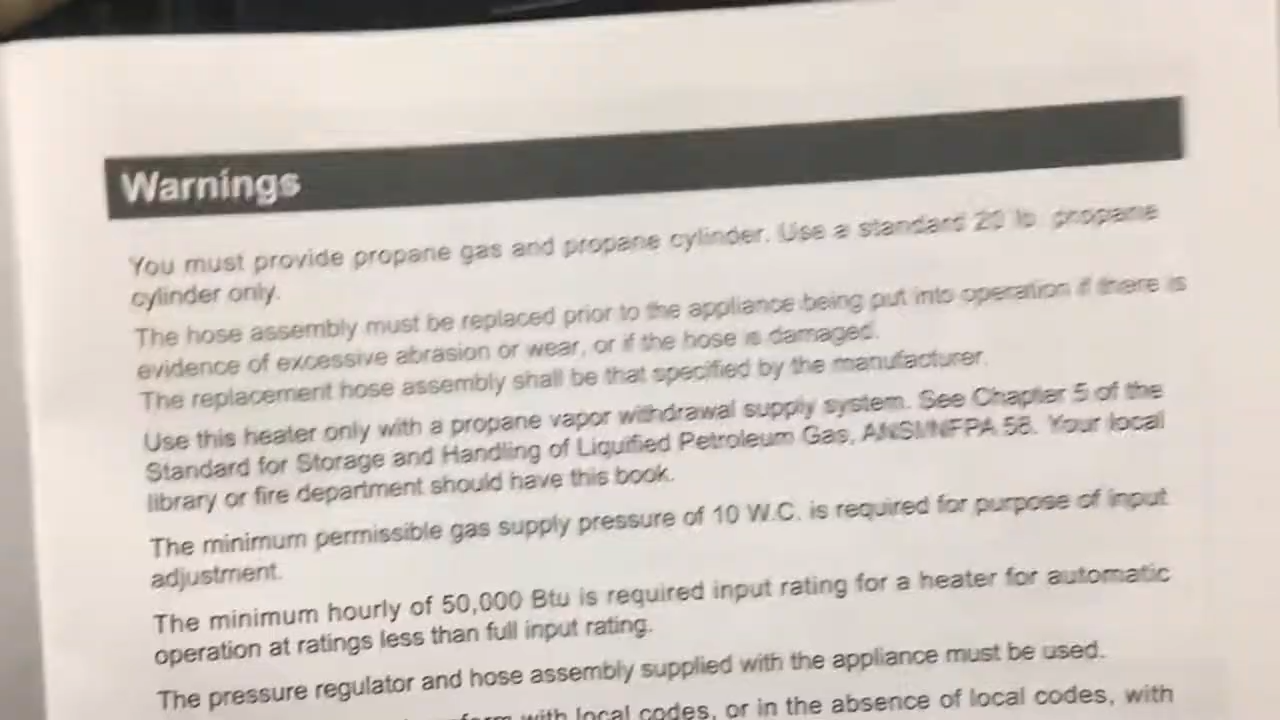 Warnings
You must provide propane gas and propane cylinder. Use a standard 20 lb propane
cylinder only.
The hose assembly must be replaced prior to the appliance being put into operation if there is
evidence of excessive abrasion or wear, or if the hose is damaged.
The replacement hose assembly shall be that specified by the manufacturer.
Use this heater only with a propane vapor withdrawal supply system. See Chapter 5 of the
Standard for Storage and Handling of Liquified Petroleum Gas, ANSI/NFPA 58. Your local
library or fire department should have this book.
The minimum permissible gas supply pressure of 10 W.C. is required for purpose of input
adjustment.
The minimum hourly of 50,000 Btu is required input rating for a heater for automatic
operation at ratings less than full input rating.
The pressure regulator and hose assembly supplied with the appliance must be used.
with local codes, or in the absence of local codes, with